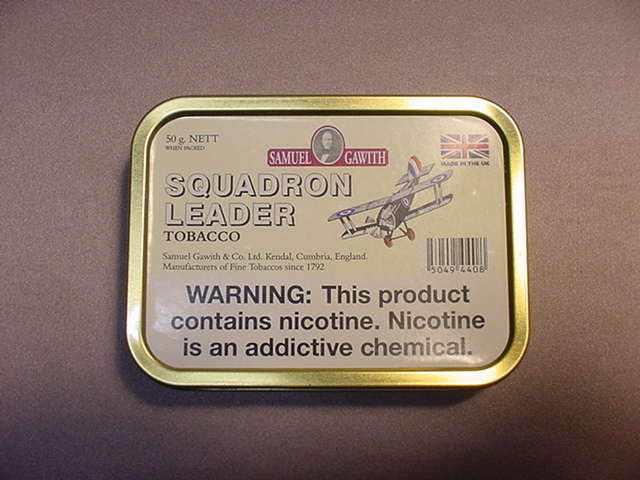 50 g. NETT
WHEN PACKED
SAMUEL GAWITH
MADE IN THE UK
SQUADRON
LEADER
TOBACCO
Samuel Gawith & Co. Ltd. Kendal, Cumbria, England.
Manufacturers of Fine Tobaccos since 1792
5049 4408
WARNING: This product
contains nicotine. Nicotine
is an addictive chemical.